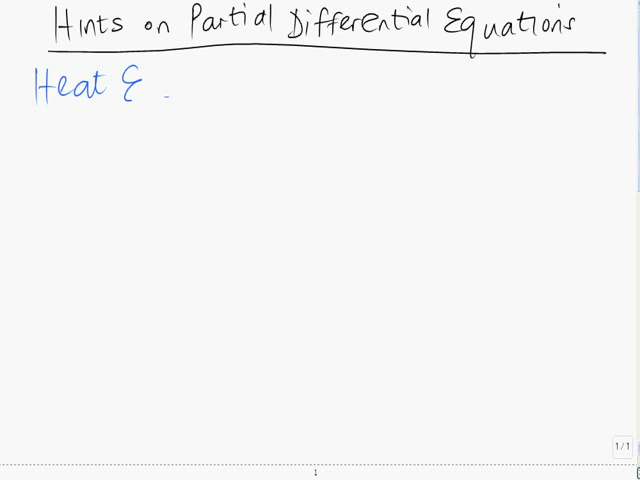 Hints on Partial Differential Equations
Heat E
1/1
1